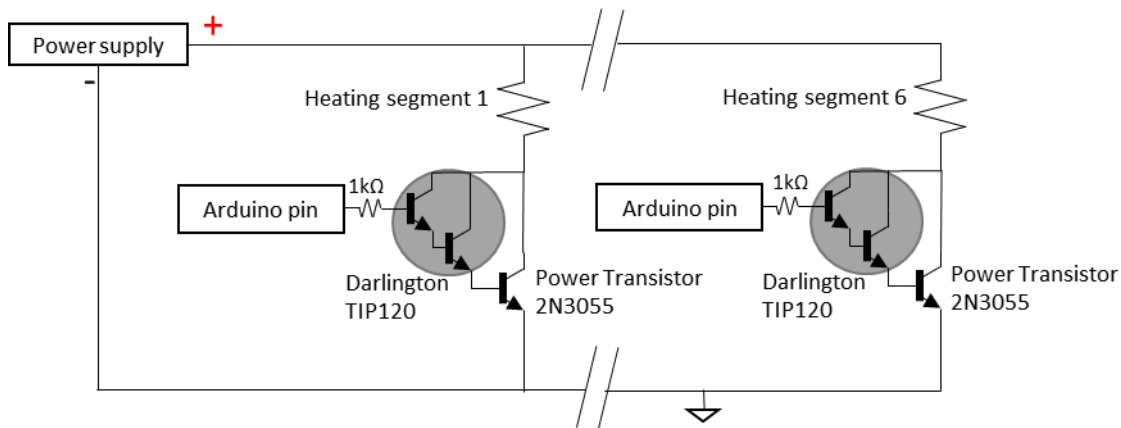 +
Power supply
-
Heating segment 1
Heating segment 6
1kΩ
1kΩ
Arduino pin
Arduino pin
Darlington
TIP120
Power Transistor
2N3055
Darlington
TIP120
Power Transistor
2N3055